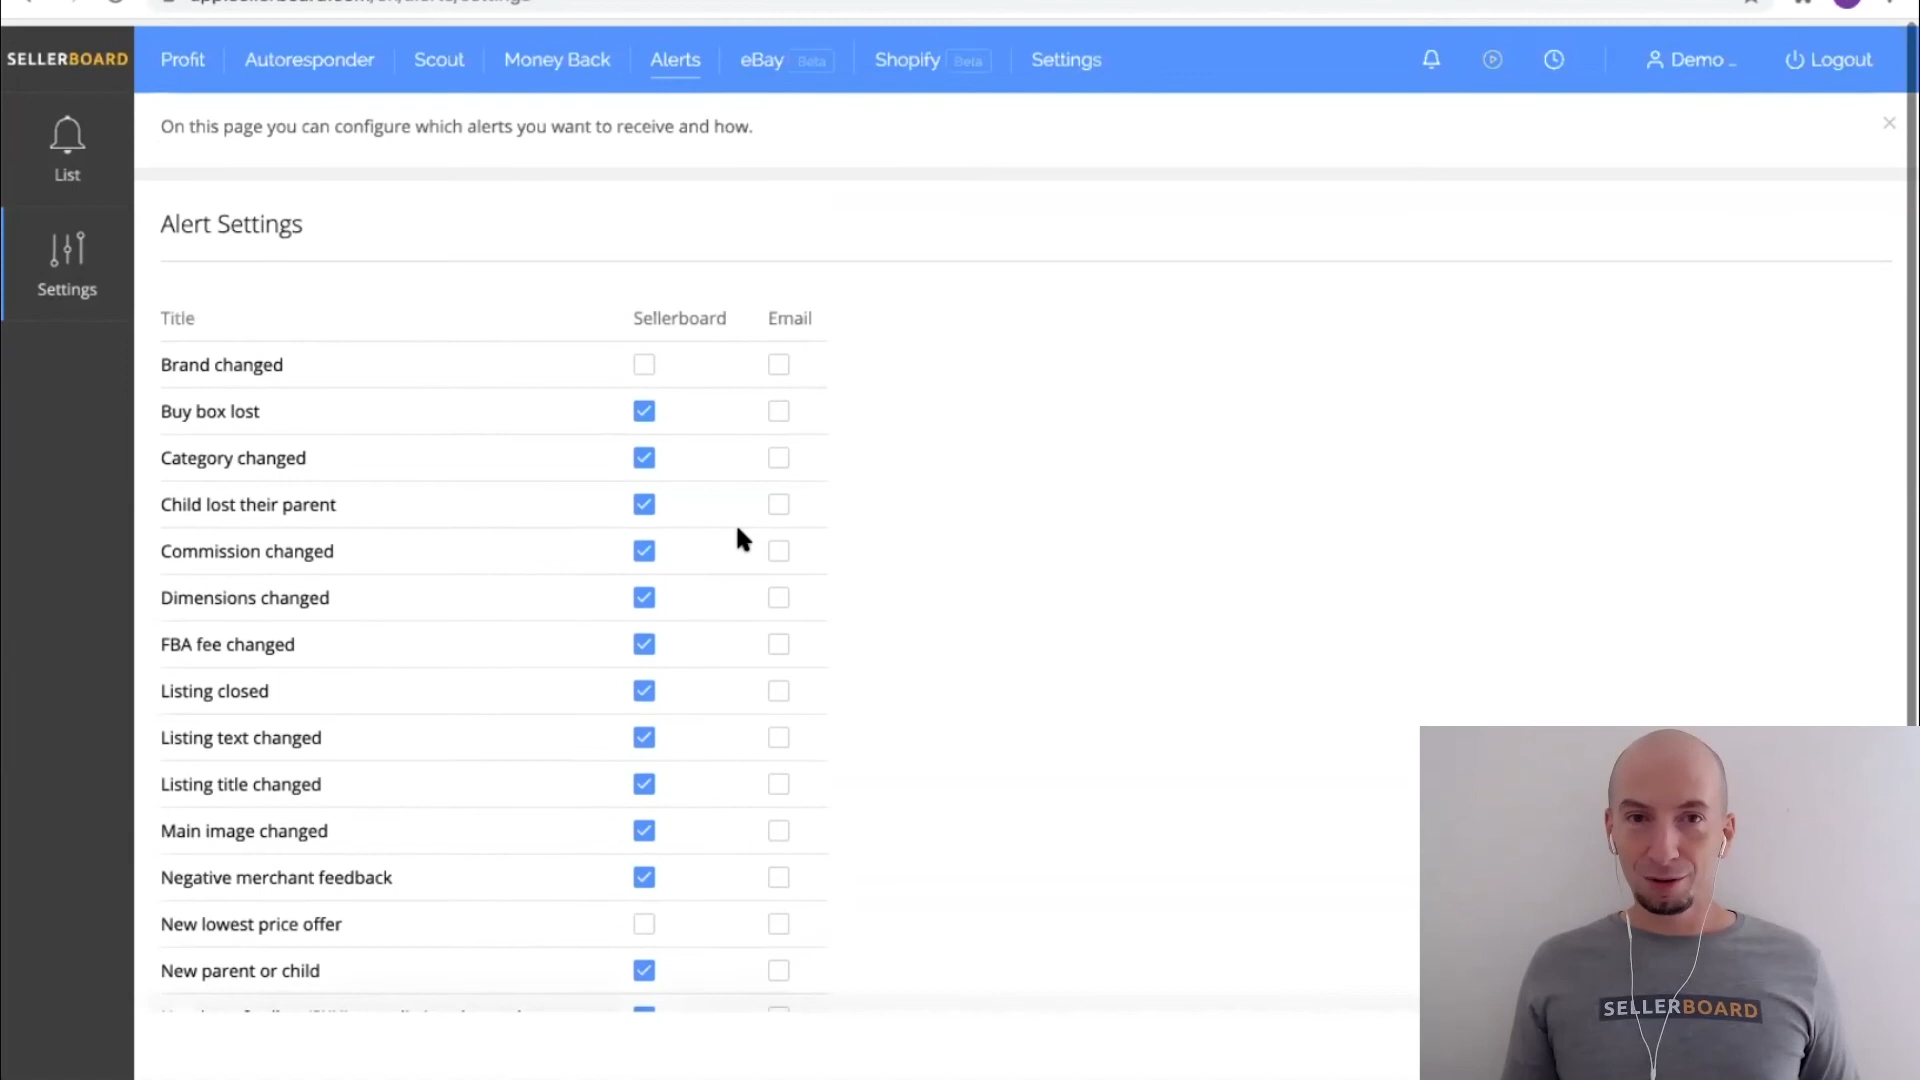 SELLERBOARD
Profit
Autoresponder
Scout
Money Back
Alerts
eBay Beta
Shopify Beta
Settings
Demo
Logout
List
Settings
On this page you can configure which alerts you want to receive and how.
Alert Settings
Title Sellerboard Email
Brand changed
Buy box lost
Category changed
Child lost their parent
Commission changed
Dimensions changed
FBA fee changed
Listing closed
Listing text changed
Listing title changed
Main image changed
Negative merchant feedback
New lowest price offer
New parent or child
SELLERBOARD